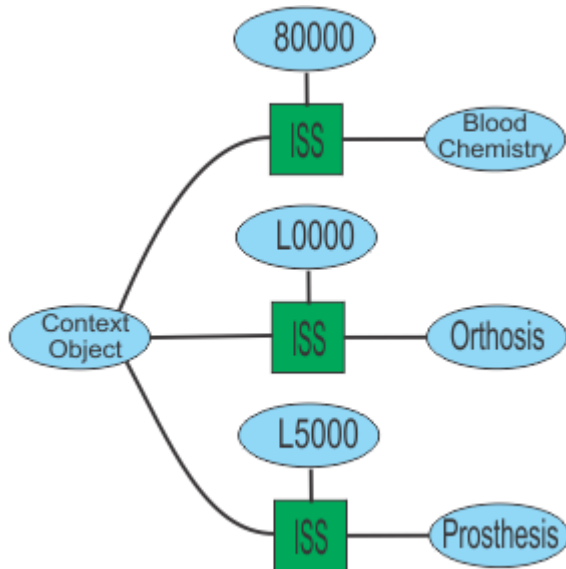 80000
ISS
Blood
Chemistry
L0000
Context
Object
ISS
Orthosis
L5000
ISS
Prosthesis